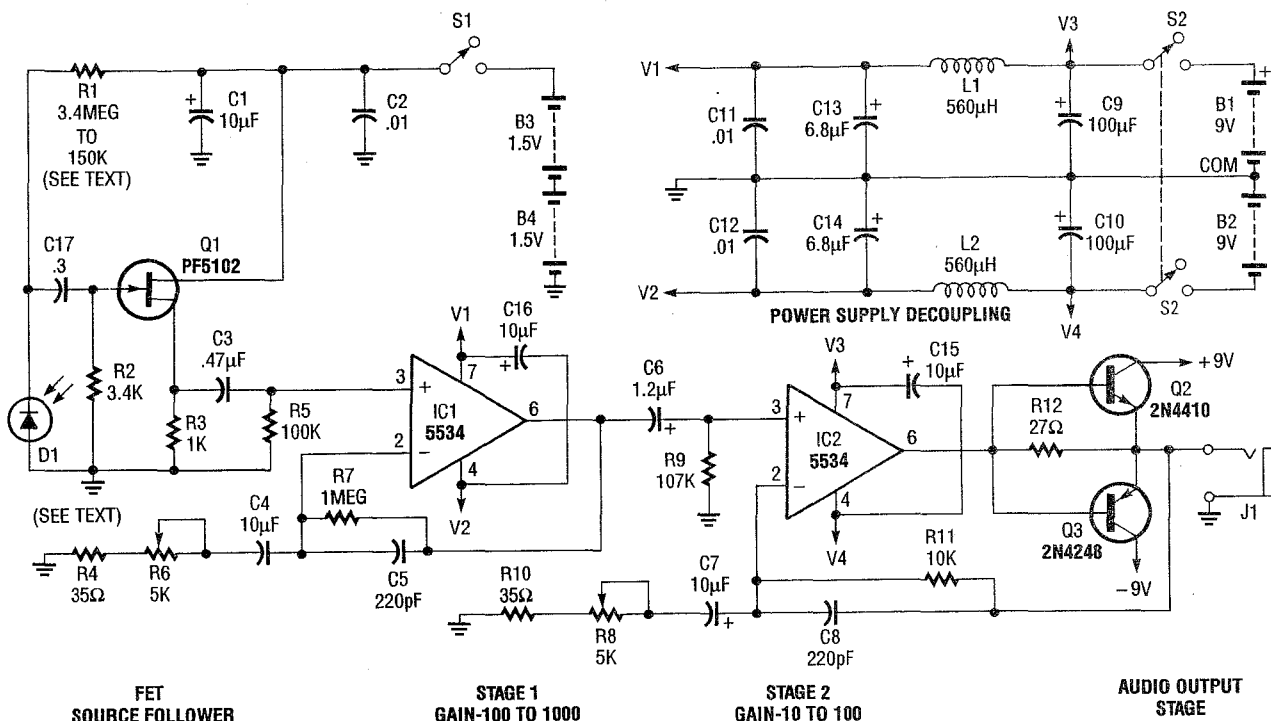 S1
R1
3.4MEG
TO
150K
(SEE TEXT)
+
C1
10µF
C2
.01
B3
1.5V
B4
1.5V
V1
V3
S2
L1
560µH
C11
.01
C13
6.8µF
+
+
C9
100µF
+
B1
9V
COM
C12
.01
C14
6.8µF
+
+
C10
100µF
B2
9V
L2
560µH
V2
V4
S2
POWER SUPPLY DECOUPLING
C17
.3
Q1
PF5102
R2
3.4K
D1
(SEE TEXT)
C3
.47µF
R3
1K
R5
100K
V1
C16
10µF
+
7
3
+
IC1
5534
6
2
−
4
V2
R7
1MEG
C5
220pF
C4
10µF
+
R4
35Ω
R6
5K
C6
1.2µF
+
R9
107K
V3
C15
10µF
+
7
3
+
IC2
5534
6
2
−
4
V4
R11
10K
C8
220pF
C7
10µF
+
R10
35Ω
R8
5K
R12
27Ω
Q2
2N4410
+9V
Q3
2N4248
−9V
J1
FET
SOURCE FOLLOWER
STAGE 1
GAIN-100 TO 1000
STAGE 2
GAIN-10 TO 100
AUDIO OUTPUT
STAGE